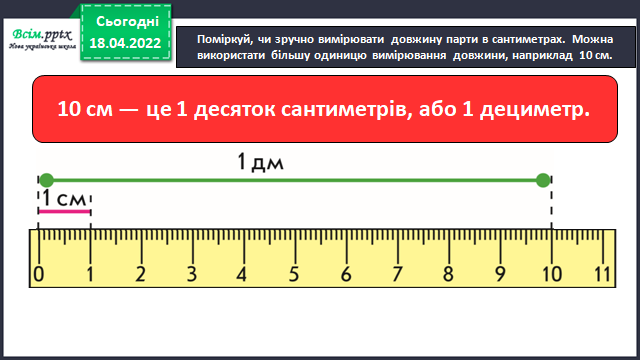 Всім.pptx
Нова українська школа
Сьогодні
18.04.2022
Поміркуй, чи зручно вимірювати довжину парти в сантиметрах. Можна
використати більшу одиницю вимірювання довжини, наприклад 10 см.
10 см — це 1 десяток сантиметрів, або 1 дециметр.
1 дм
1 см
0 1 2 3 4 5 6 7 8 9 10 11